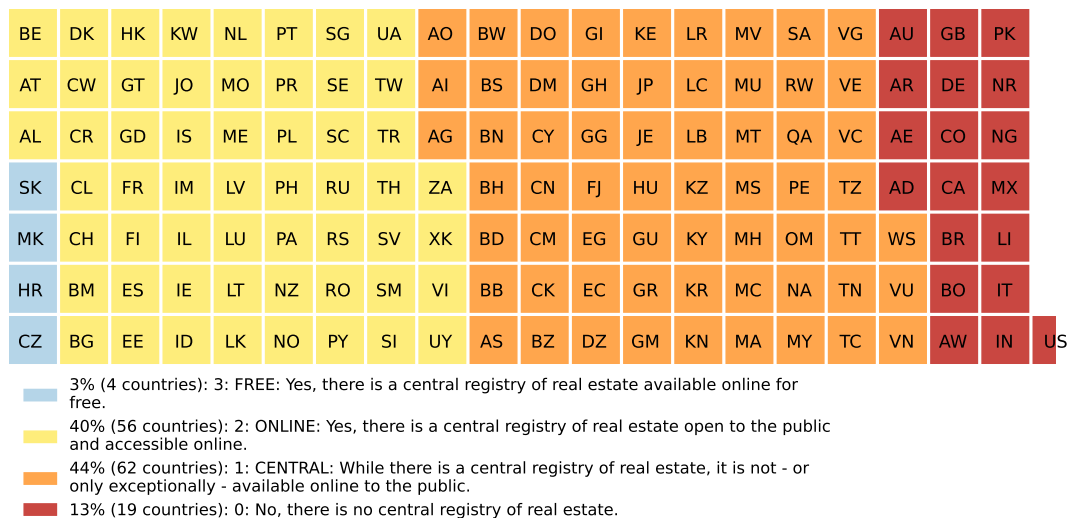 BE DK HK KW NL PT SG UA AO BW DO GI KE LR MV SA VG AU GB PK
AT CW GT JO MO PR SE TW AI BS DM GH JP LC MU RW VE AR DE NR
AL CR GD IS ME PL SC TR AG BN CY GG JE LB MT QA VC AE CO NG
SK CL FR IM LV PH RU TH ZA BH CN FJ HU KZ MS PE TZ AD CA MX
MK CH FI IL LU PA RS SV XK BD CM EG GU KY MH OM TT WS BR LI
HR BM ES IE LT NZ RO SM VI BB CK EC GR KR MC NA TN VU BO IT
CZ BG EE ID LK NO PY SI UY AS BZ DZ GM KN MA MY TC VN AW IN US
3% (4 countries): 3: FREE: Yes, there is a central registry of real estate available online for
free.
40% (56 countries): 2: ONLINE: Yes, there is a central registry of real estate open to the public
and accessible online.
44% (62 countries): 1: CENTRAL: While there is a central registry of real estate, it is not - or
only exceptionally - available online to the public.
13% (19 countries): 0: No, there is no central registry of real estate.